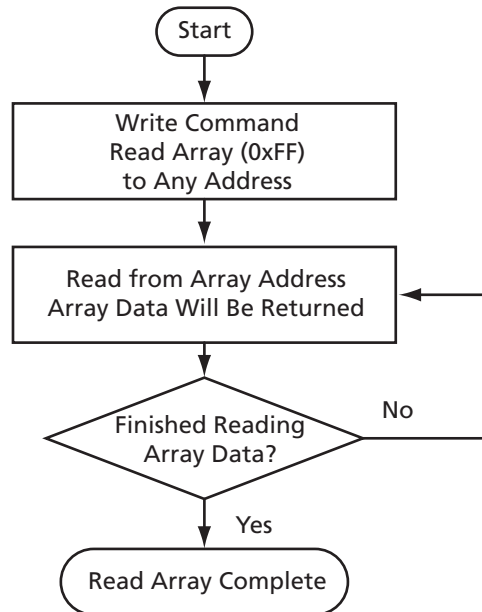 Start
Write Command
Read Array (0xFF)
to Any Address
Read from Array Address
Array Data Will Be Returned
Finished Reading
Array Data?
No
Yes
Read Array Complete